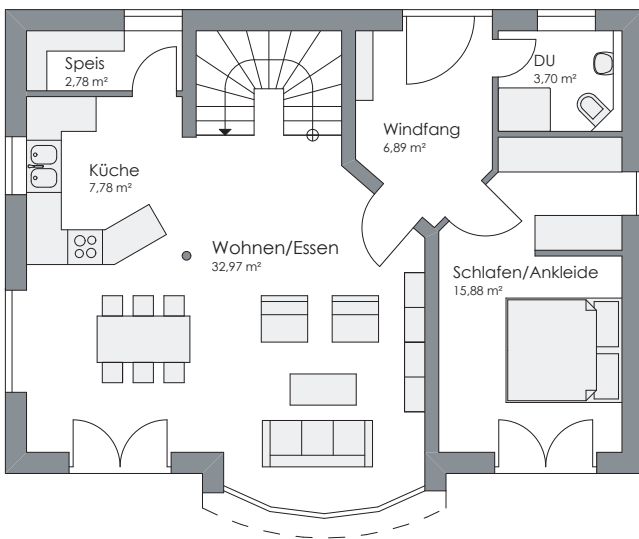 Speis
2,78 m²
DU
3,70 m²
Windfang
6,89 m²
Küche
7,78 m²
Wohnen/Essen
32,97 m²
Schlafen/Ankleide
15,88 m²